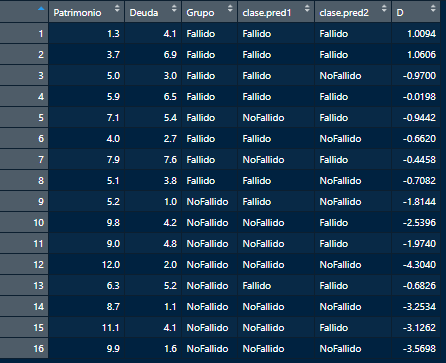 Patrimonio Deuda Grupo clase.pred1 clase.pred2 D
1 1.3 4.1 Fallido Fallido Fallido 1.0094
2 3.7 6.9 Fallido Fallido Fallido 1.0606
3 5.0 3.0 Fallido Fallido NoFallido -0.9700
4 5.9 6.5 Fallido Fallido Fallido -0.0198
5 7.1 5.4 Fallido NoFallido Fallido -0.9442
6 4.0 2.7 Fallido Fallido NoFallido -0.6620
7 7.9 7.6 Fallido NoFallido Fallido -0.4458
8 5.1 3.8 Fallido Fallido NoFallido -0.7082
9 5.2 1.0 NoFallido Fallido NoFallido -1.8144
10 9.8 4.2 NoFallido NoFallido Fallido -2.5396
11 9.0 4.8 NoFallido NoFallido Fallido -1.9740
12 12.0 2.0 NoFallido NoFallido NoFallido -4.3040
13 6.3 5.2 NoFallido Fallido Fallido -0.6826
14 8.7 1.1 NoFallido NoFallido NoFallido -3.2534
15 11.1 4.1 NoFallido NoFallido Fallido -3.1262
16 9.9 1.6 NoFallido NoFallido NoFallido -3.5698